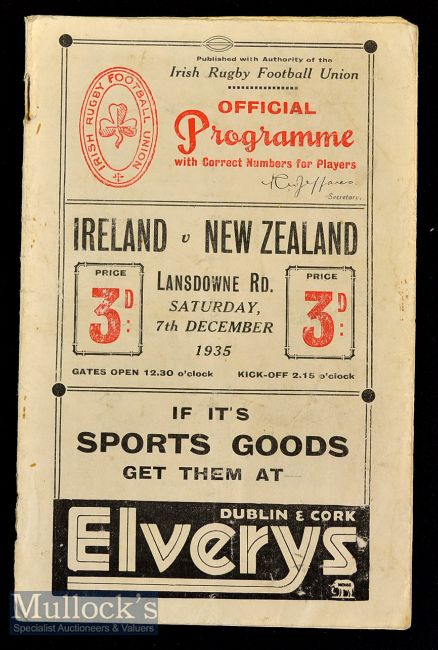 Published with Authority of the
Irish Rugby Football Union
IRISH RUGBY FOOTBALL UNION
OFFICIAL
Programme
with Correct Numbers for Players
Secretary.
IRELAND v NEW ZEALAND
PRICE
3D:
LANSDOWNE RD.
SATURDAY,
7TH DECEMBER
1935
PRICE
3D:
GATES OPEN 12.30 o'clock
KICK-OFF 2.15 o'clock
IF IT'S
SPORTS GOODS
GET THEM AT
DUBLIN & CORK
Elverys
Mullock's
Specialist Auctioneers & Valuers